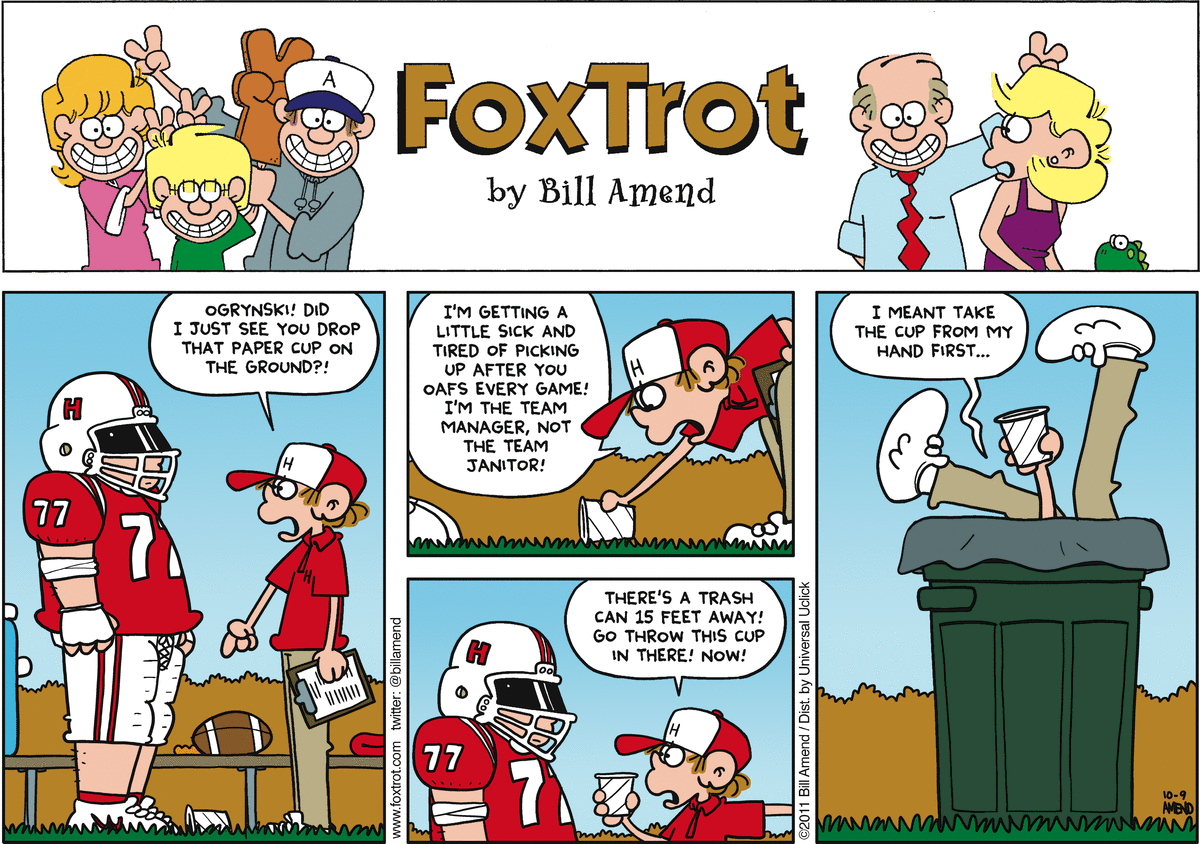 A
FOXTROT
by Bill Amend
OGRYNSKI! DID
I JUST SEE YOU DROP
THAT PAPER CUP ON
THE GROUND?!
H
77
77
H
H
www.foxtrot.com twitter: @billamend
I'M GETTING A
LITTLE SICK AND
TIRED OF PICKING
UP AFTER YOU
OAFS EVERY GAME!
I'M THE TEAM
MANAGER, NOT
THE TEAM
JANITOR!
H
THERE'S A TRASH
CAN 15 FEET AWAY!
GO THROW THIS CUP
IN THERE! NOW!
H
77
77
H
©2011 Bill Amend / Dist. by Universal Uclick
I MEANT TAKE
THE CUP FROM MY
HAND FIRST...
10-9
AMEND